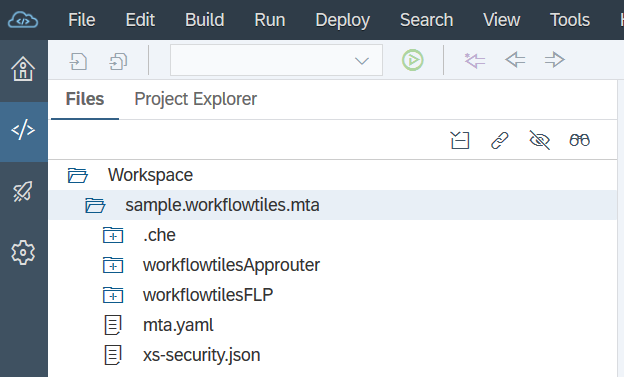 File Edit Build Run Deploy Search View Tools
Files Project Explorer
Workspace
sample.workflowtiles.mta
.che
workflowtilesApprouter
workflowtilesFLP
mta.yaml
xs-security.json